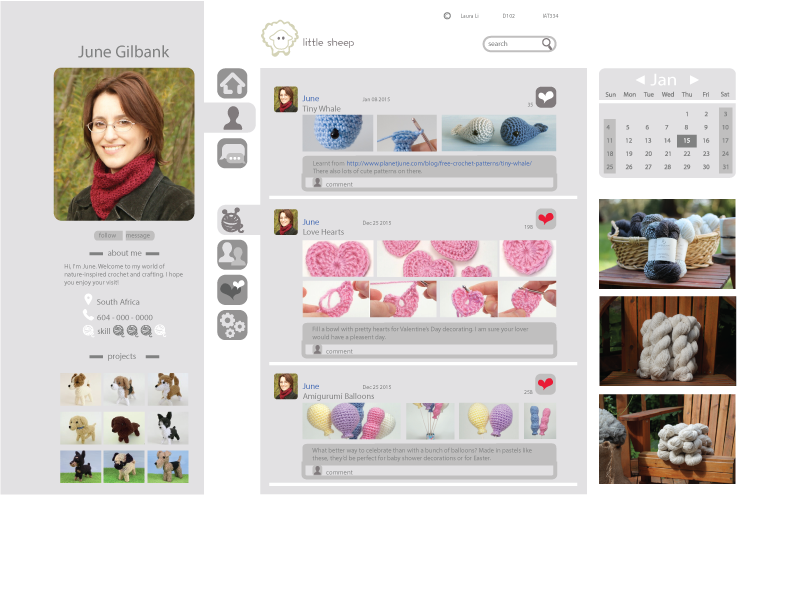 Laura Li D102 IAT334
little sheep
search
June Gilbank
follow message
about me
Hi, I'm June. Welcome to my world of
nature-inspired crochet and crafting. I hope
you enjoy your visit!
South Africa
604 - 000 - 0000
skill
projects
June Jan 08 2015
Tiny Whale 33
Learnt from http://www.planetjune.com/blog/free-crochet-patterns/tiny-whale/
There also lots of cute patterns on there.
comment
June Dec 25 2015
Love Hearts 198
Fill a bowl with pretty hearts for Valentine's Day decorating. I am sure your lover
would have a pleasent day.
comment
June Dec 25 2015
Amigurumi Balloons 256
What better way to celebrate than with a bunch of balloons? Made in pastels like
these, they'd be perfect for baby shower decorations or for Easter.
comment
Jan
Sun Mon Tue Wed Thu Fri Sat
1 2 3
4 5 6 7 8 9 10
11 12 13 14 15 16 17
18 19 20 21 22 23 24
25 26 27 28 29 30 31